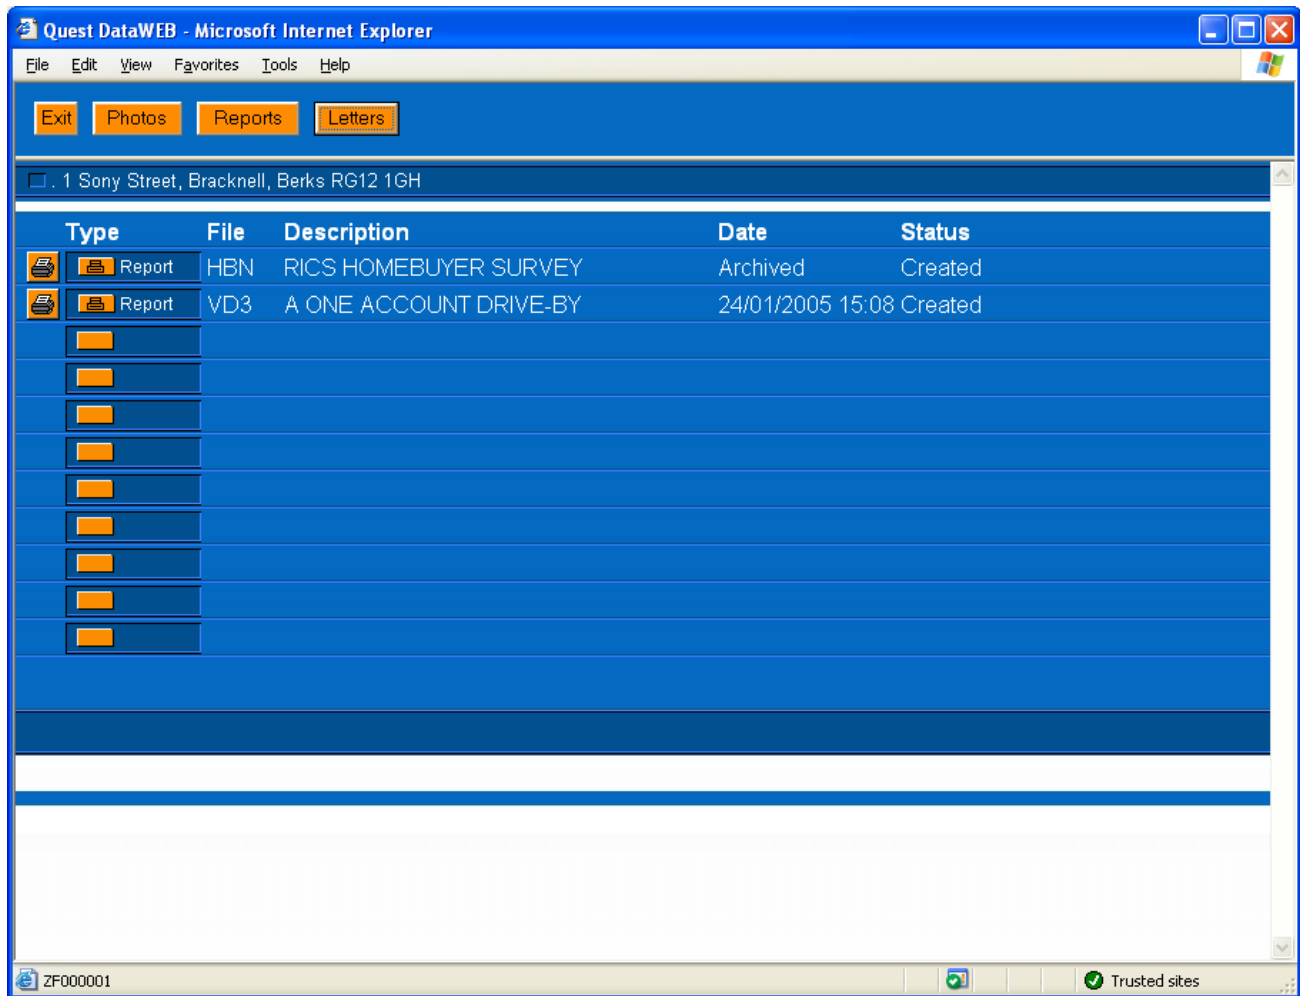 Quest DataWEB - Microsoft Internet Explorer
File Edit View Favorites Tools Help
Exit Photos Reports Letters
. 1 Sony Street, Bracknell, Berks RG12 1GH
Type File Description Date Status
Report HBN RICS HOMEBUYER SURVEY Archived Created
Report VD3 A ONE ACCOUNT DRIVE-BY 24/01/2005 15:08 Created
ZF000001 Trusted sites